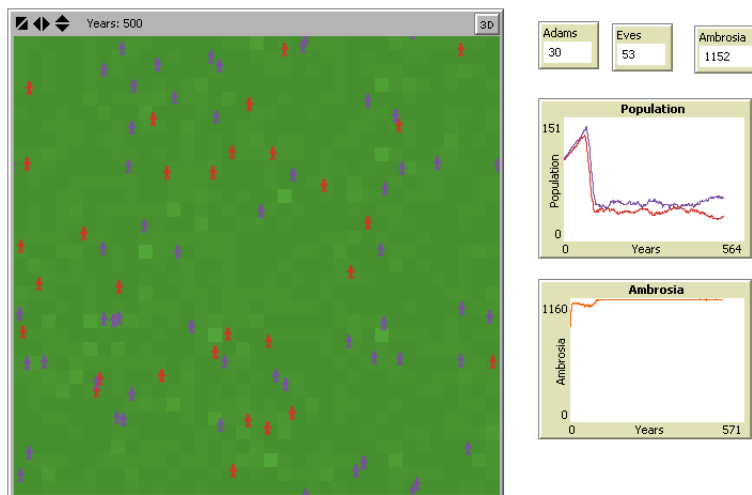 Years: 500
3D
Adams
30
Eves
53
Ambrosia
1152
Population
151
Population
0
0
Years
564
Ambrosia
1160
Ambrosia
0
0
Years
571